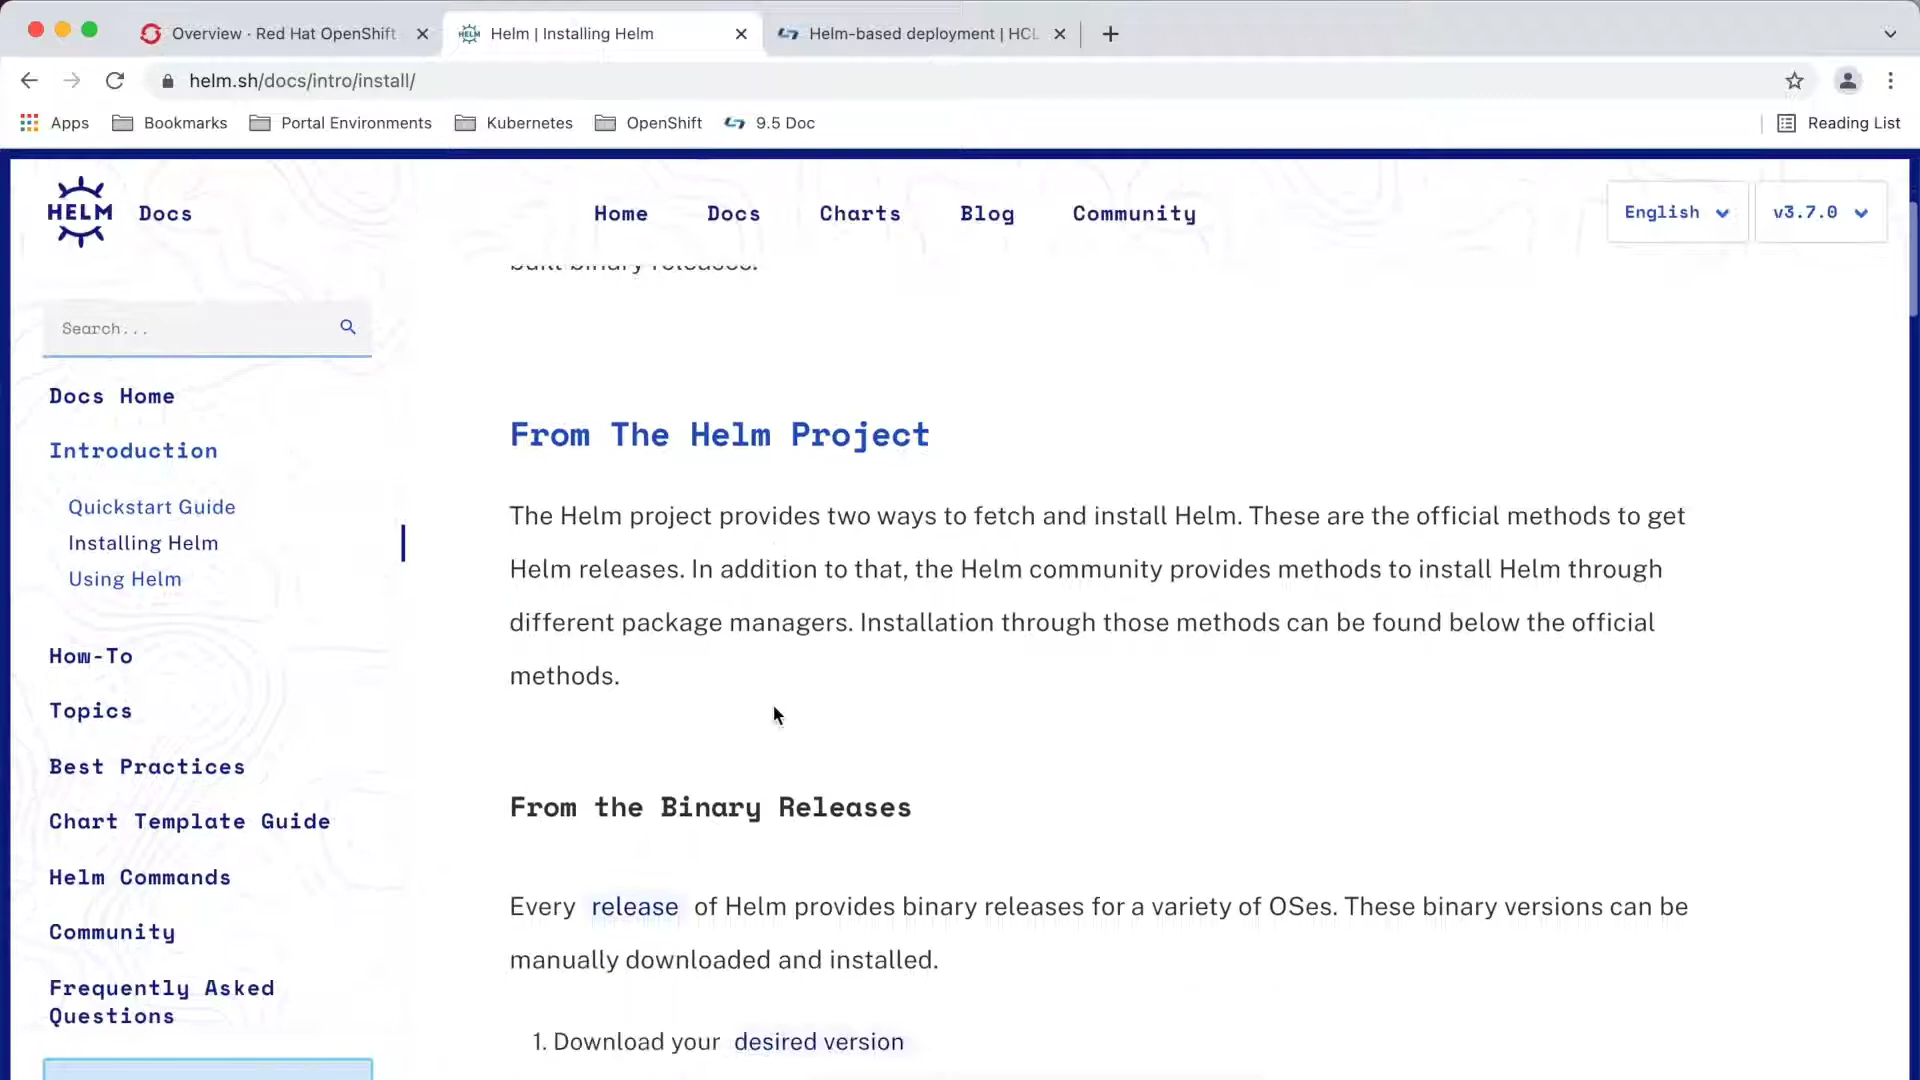 Overview · Red Hat OpenShift
Helm | Installing Helm
Helm-based deployment | HCL
helm.sh/docs/intro/install/
Apps
Bookmarks
Portal Environments
Kubernetes
OpenShift
9.5 Doc
Reading List
HELM
Docs
Home
Docs
Charts
Blog
Community
English
v3.7.0
built binary releases.
Search...
Docs Home
Introduction
Quickstart Guide
Installing Helm
Using Helm
How-To
Topics
Best Practices
Chart Template Guide
Helm Commands
Community
Frequently Asked
Questions
From The Helm Project
The Helm project provides two ways to fetch and install Helm. These are the official methods to get
Helm releases. In addition to that, the Helm community provides methods to install Helm through
different package managers. Installation through those methods can be found below the official
methods.
From the Binary Releases
Every release of Helm provides binary releases for a variety of OSes. These binary versions can be
manually downloaded and installed.
1. Download your desired version